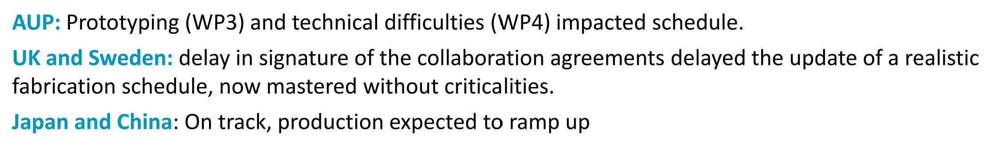 AUP: Prototyping (WP3) and technical difficulties (WP4) impacted schedule.
UK and Sweden: delay in signature of the collaboration agreements delayed the update of a realistic
fabrication schedule, now mastered without criticalities.
Japan and China: On track, production expected to ramp up